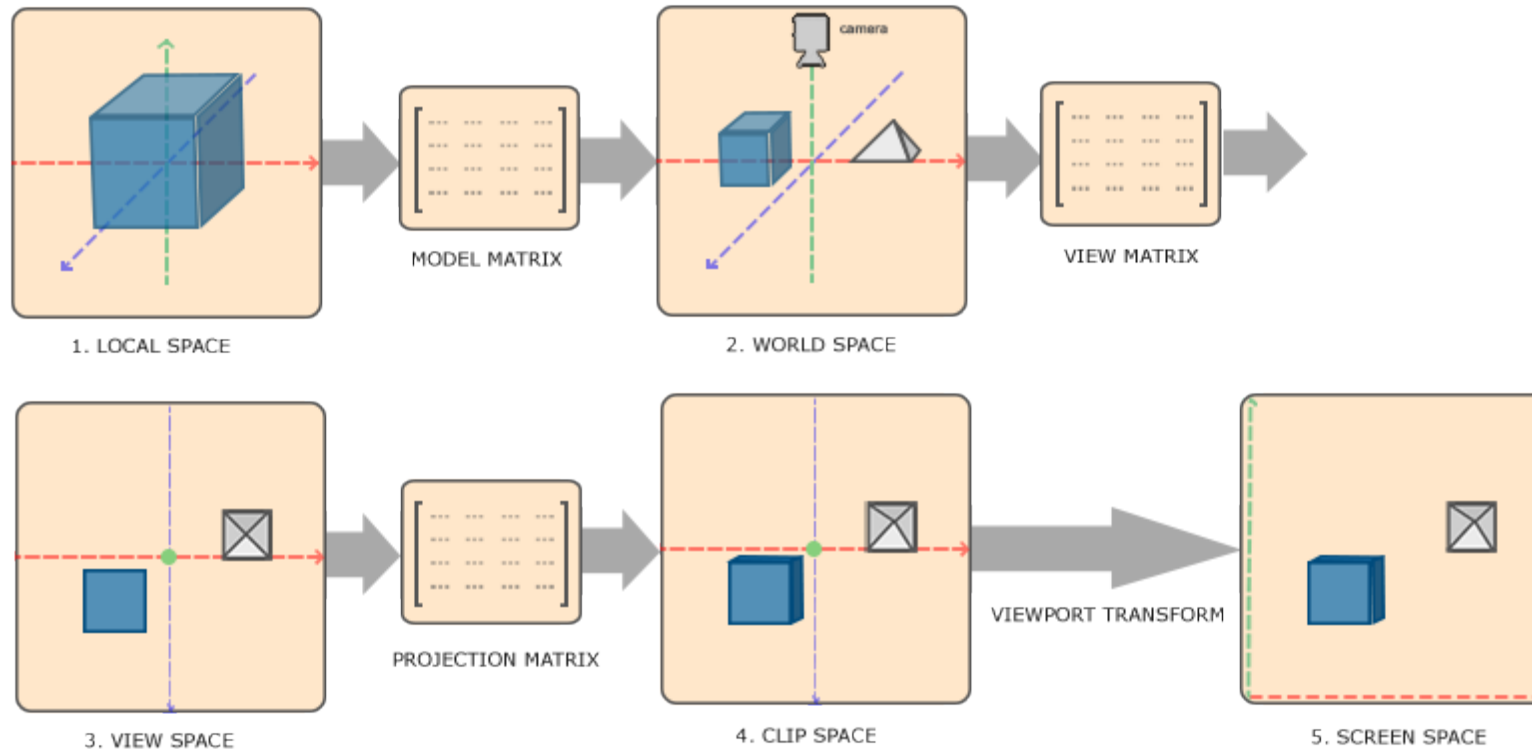 camera
MODEL MATRIX
VIEW MATRIX
1. LOCAL SPACE
2. WORLD SPACE
PROJECTION MATRIX
VIEWPORT TRANSFORM
3. VIEW SPACE
4. CLIP SPACE
5. SCREEN SPACE